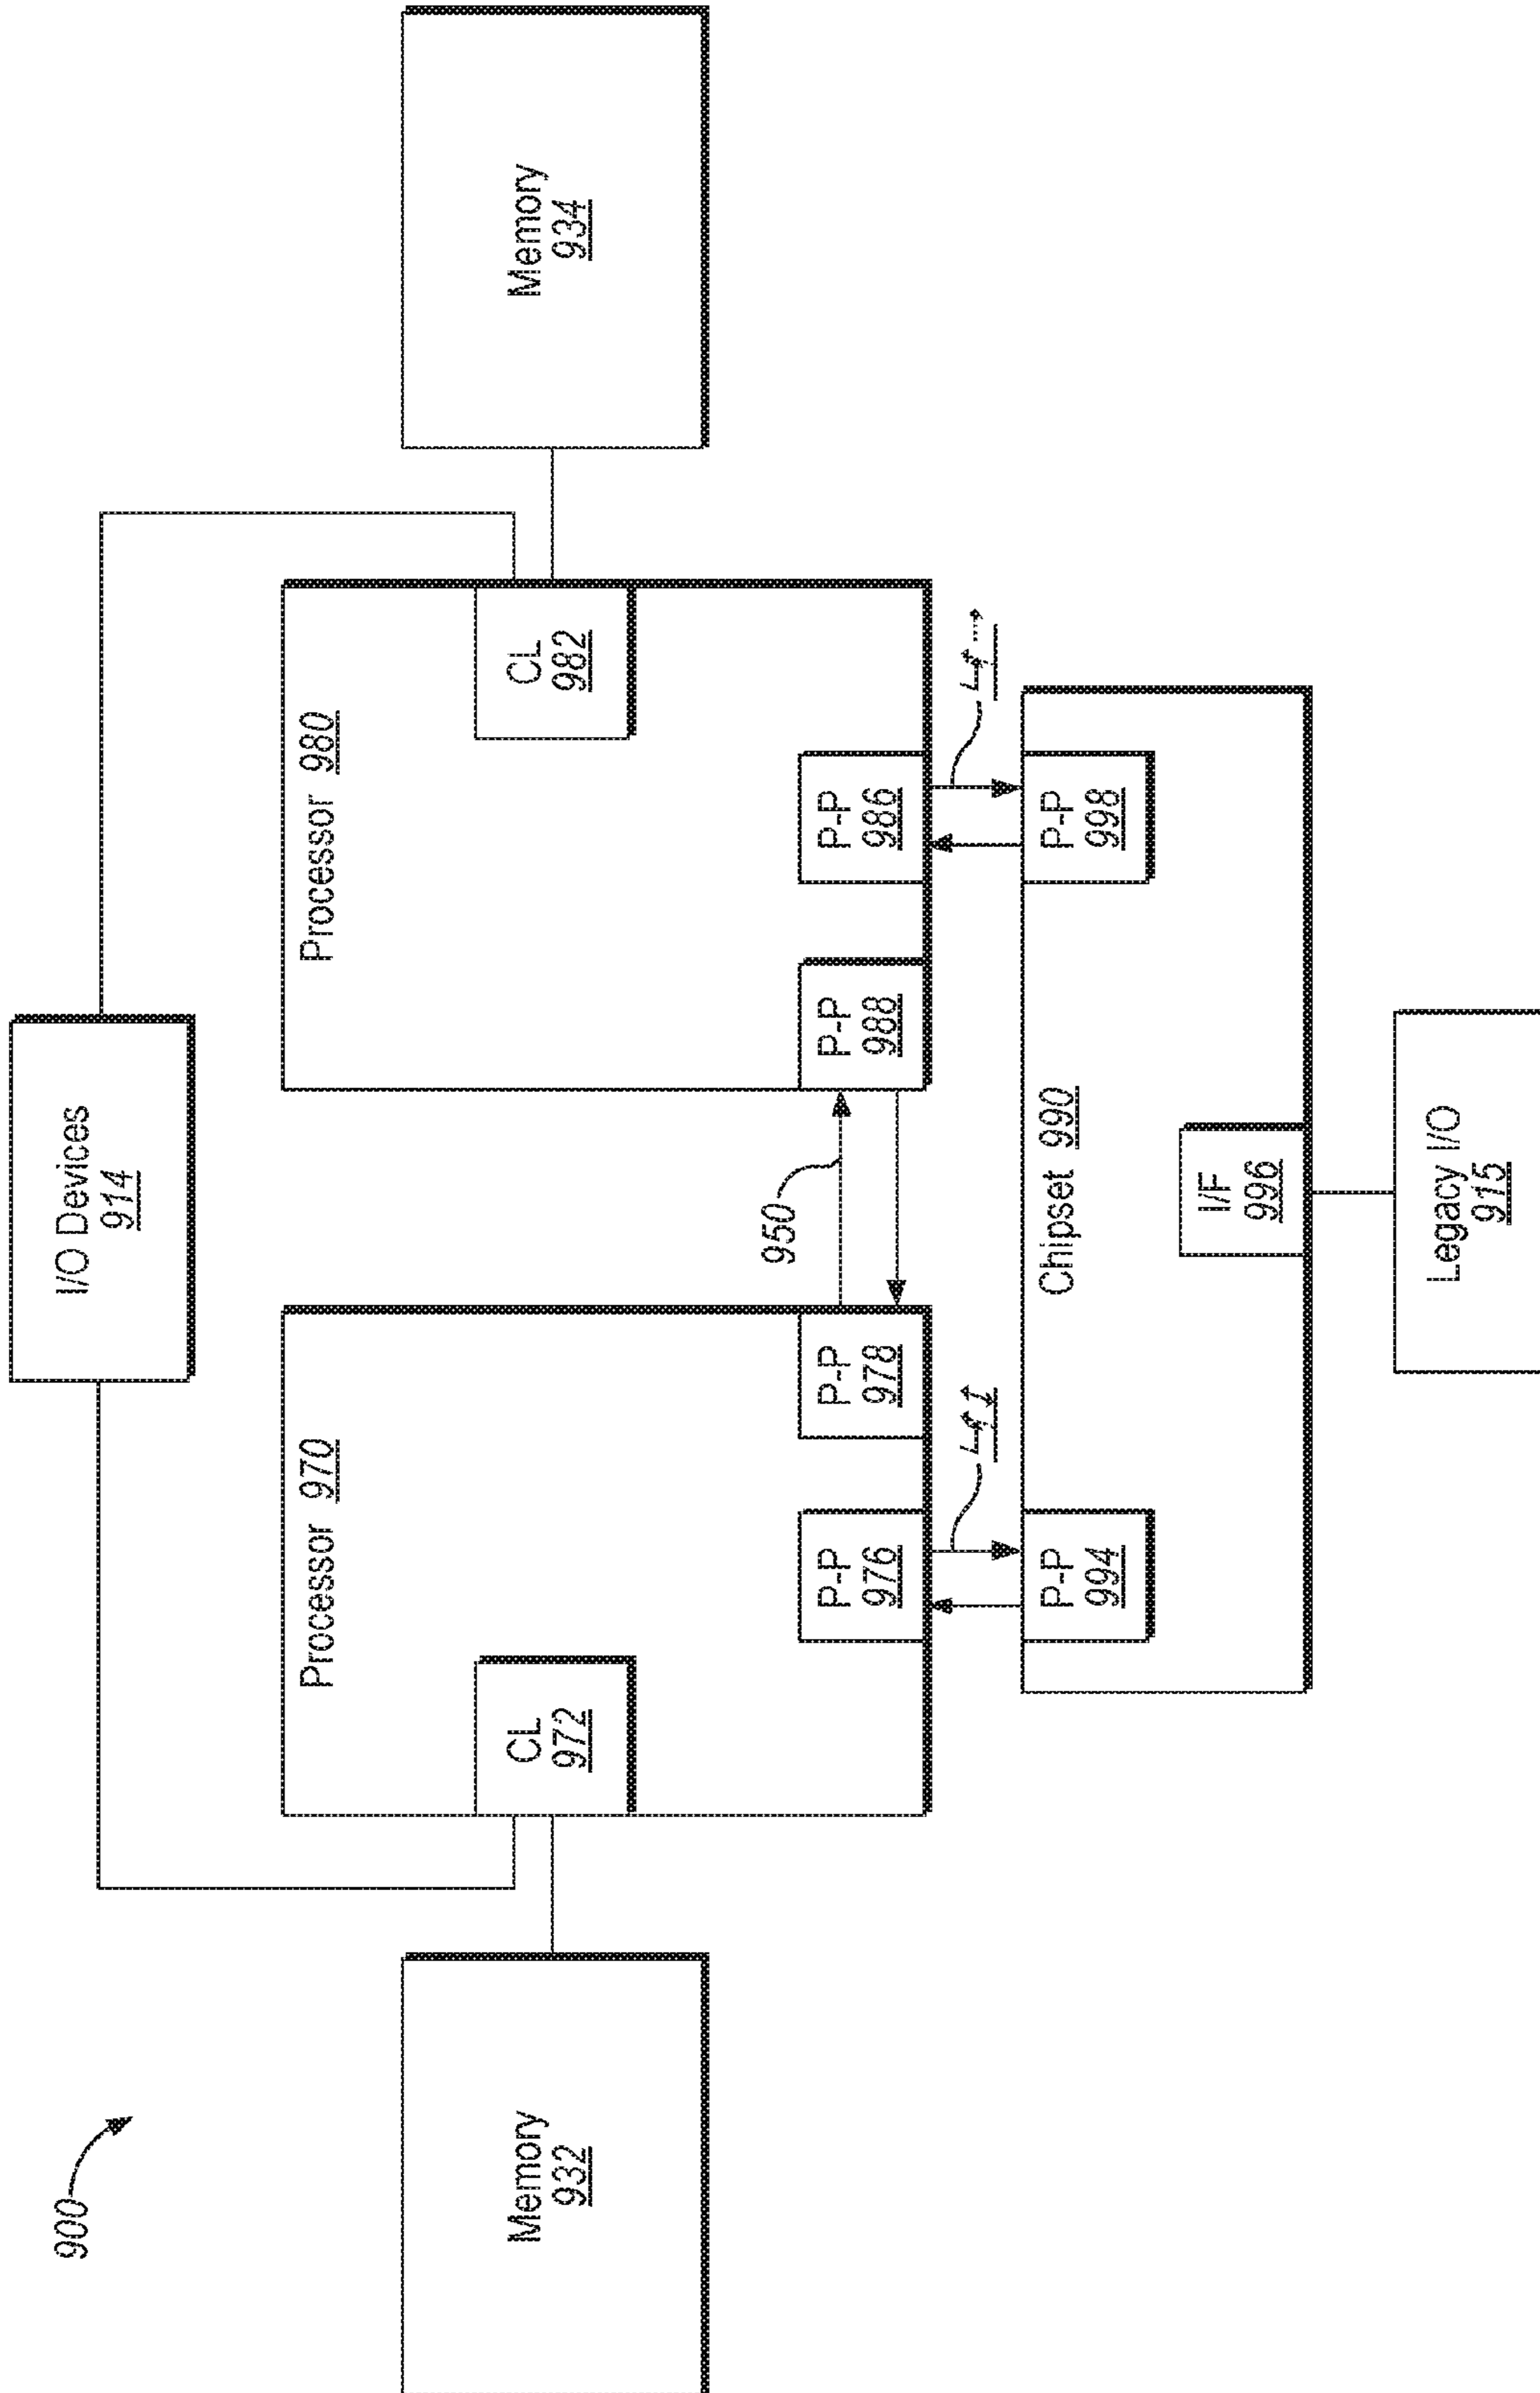 900
I/O Devices
914
Memory
932
CL
972
Processor 970
P-P
976
P-P
978
950
Processor 980
CL
982
P-P
988
P-P
986
Memory
934
P-P
994
Chipset 990
P-P
998
I/F
996
Legacy I/O
915